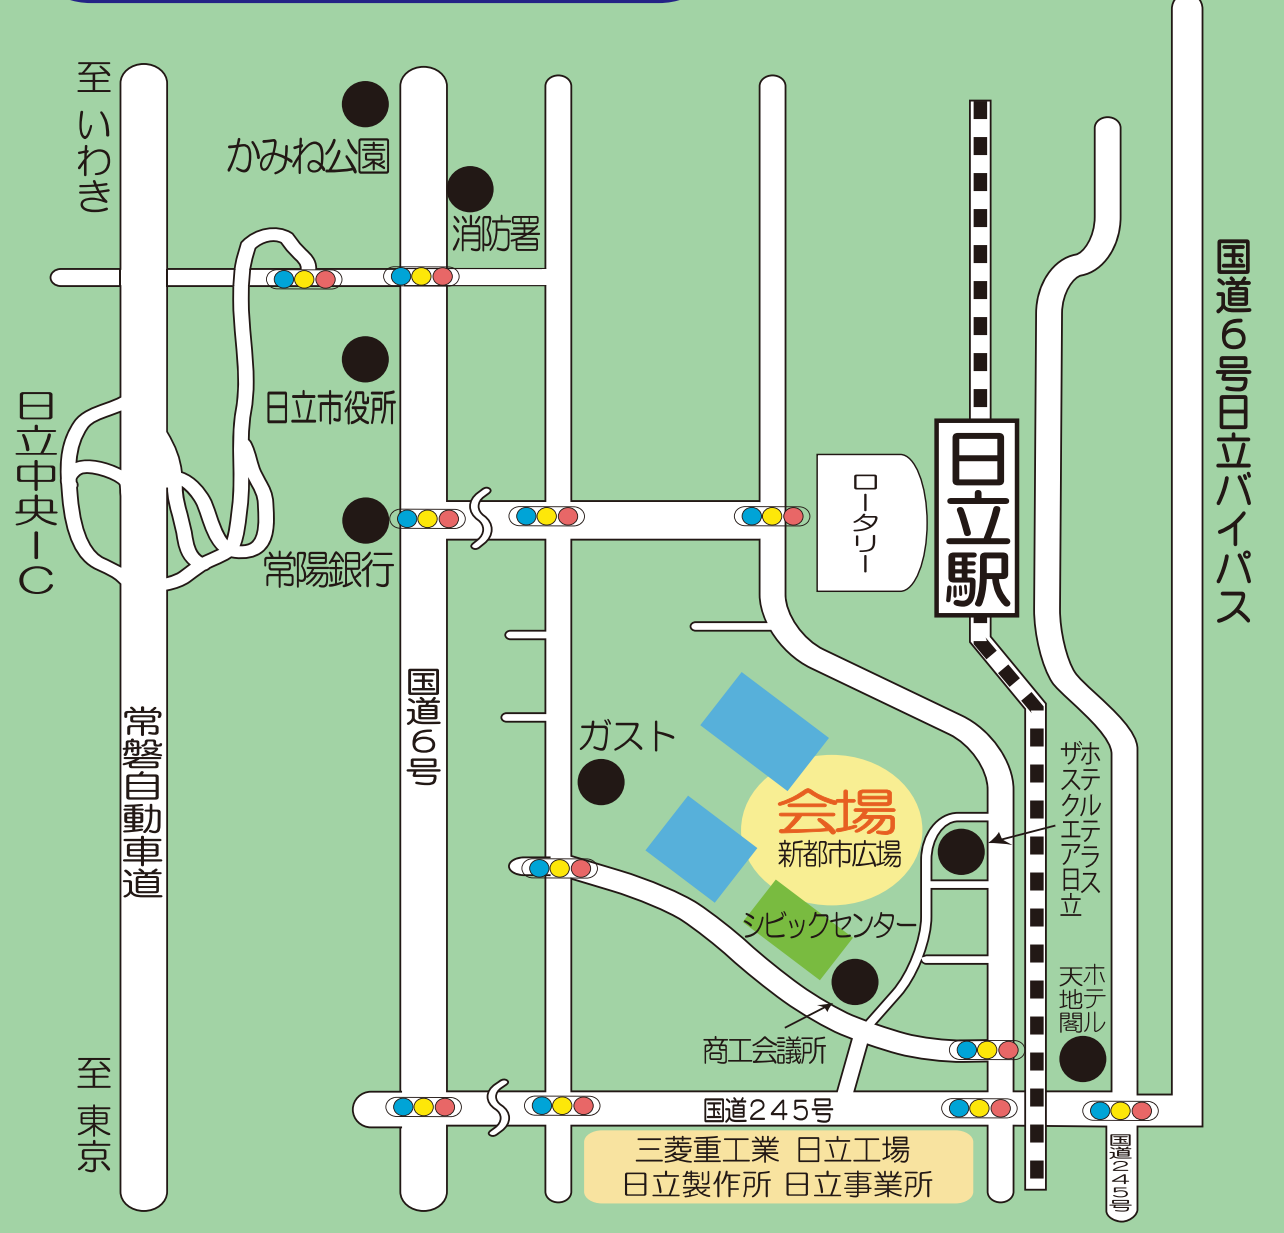 至 いわき
かみね公園
消防署
国道6号日立バイパス
日立市役所
日立中央IC
ロータリー
日立駅
常陽銀行
国道6号
常磐自動車道
ガスト
ホテルテラス
ザスクエア日立
会場
新都市広場
シビックセンター
ホテル
天地閣
商工会議所
至 東京
国道245号
国道245号
三菱重工業 日立工場
日立製作所 日立事業所